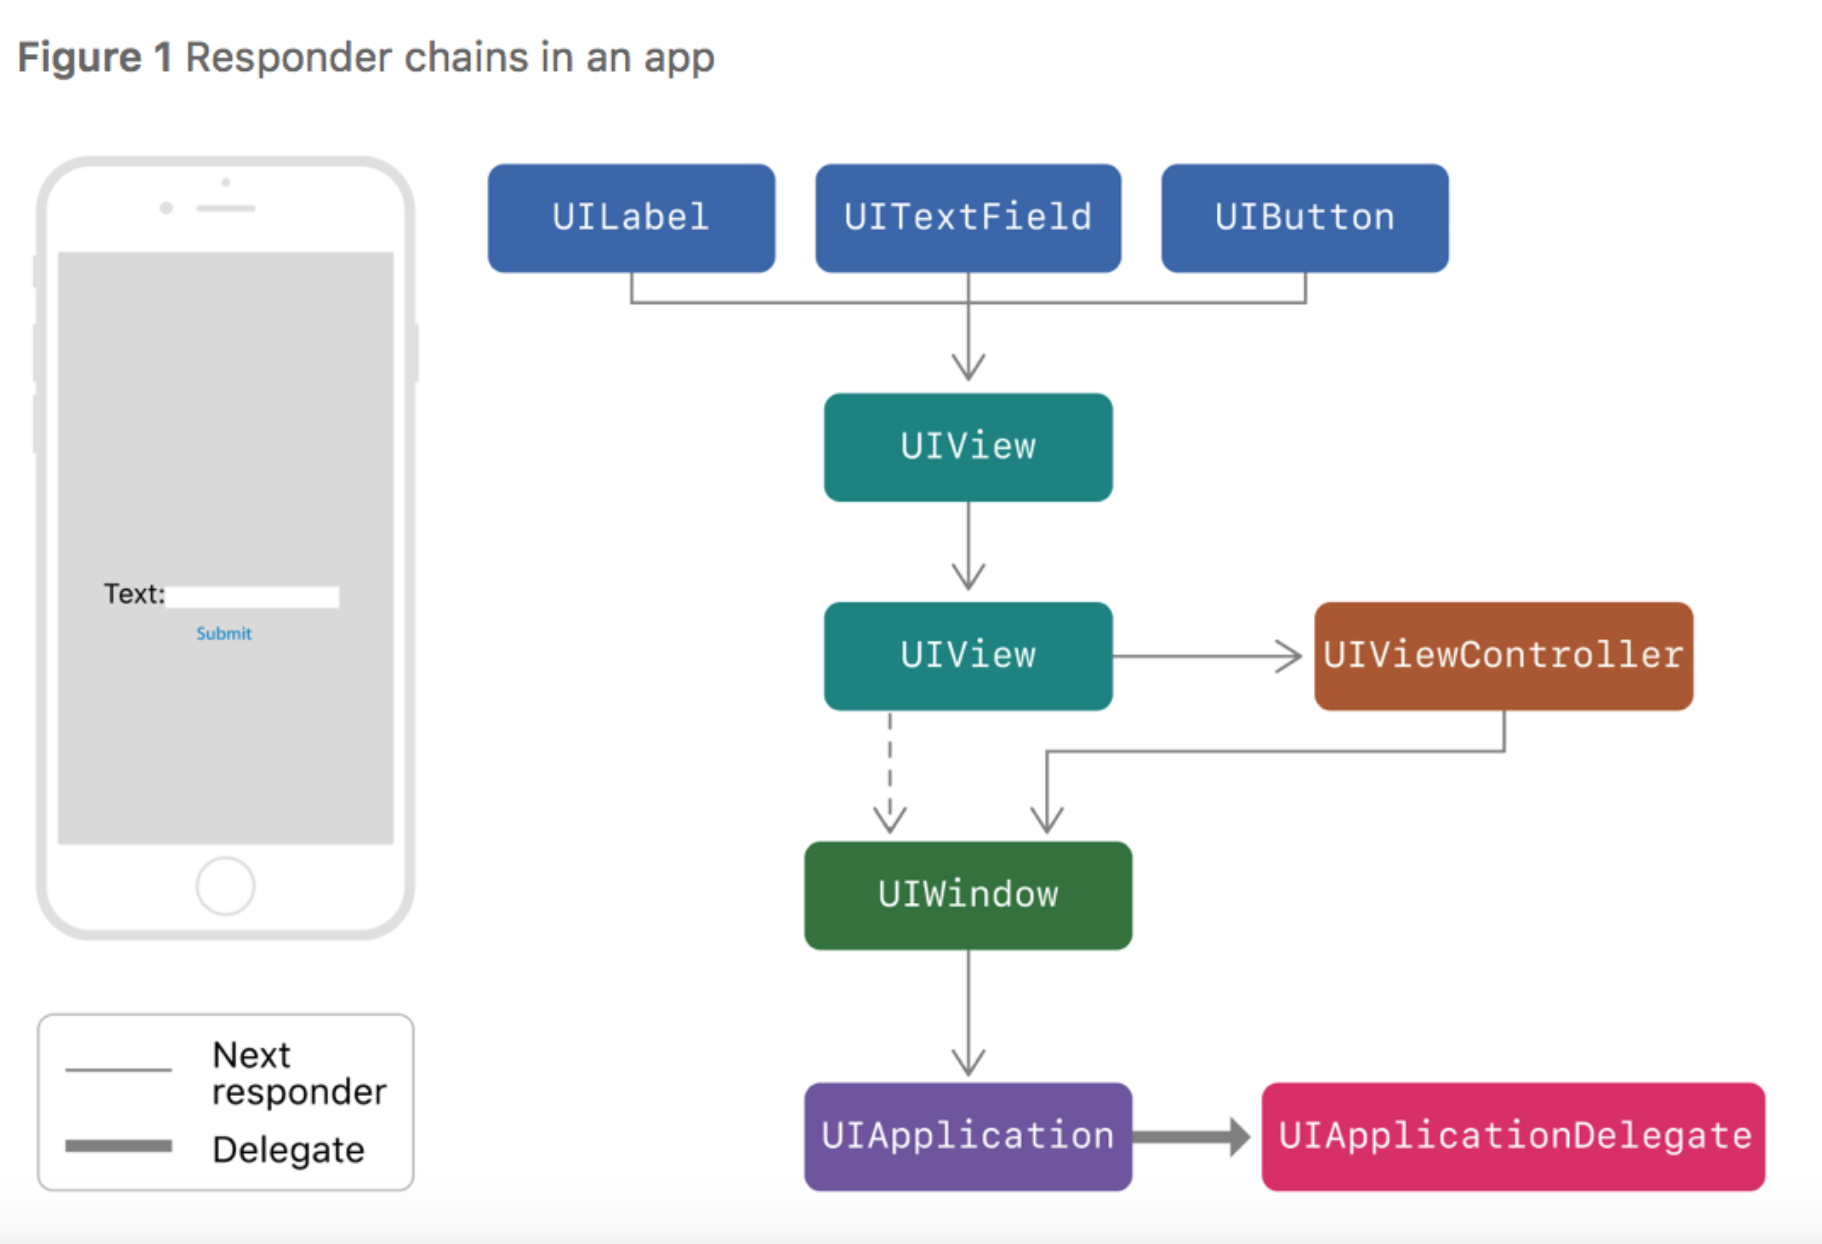 Figure 1 Responder chains in an app
UILabel
UITextField
UIButton
UIView
Text:
Submit
UIView
UIViewController
UIWindow
Next
responder
Delegate
UIApplication
UIApplicationDelegate